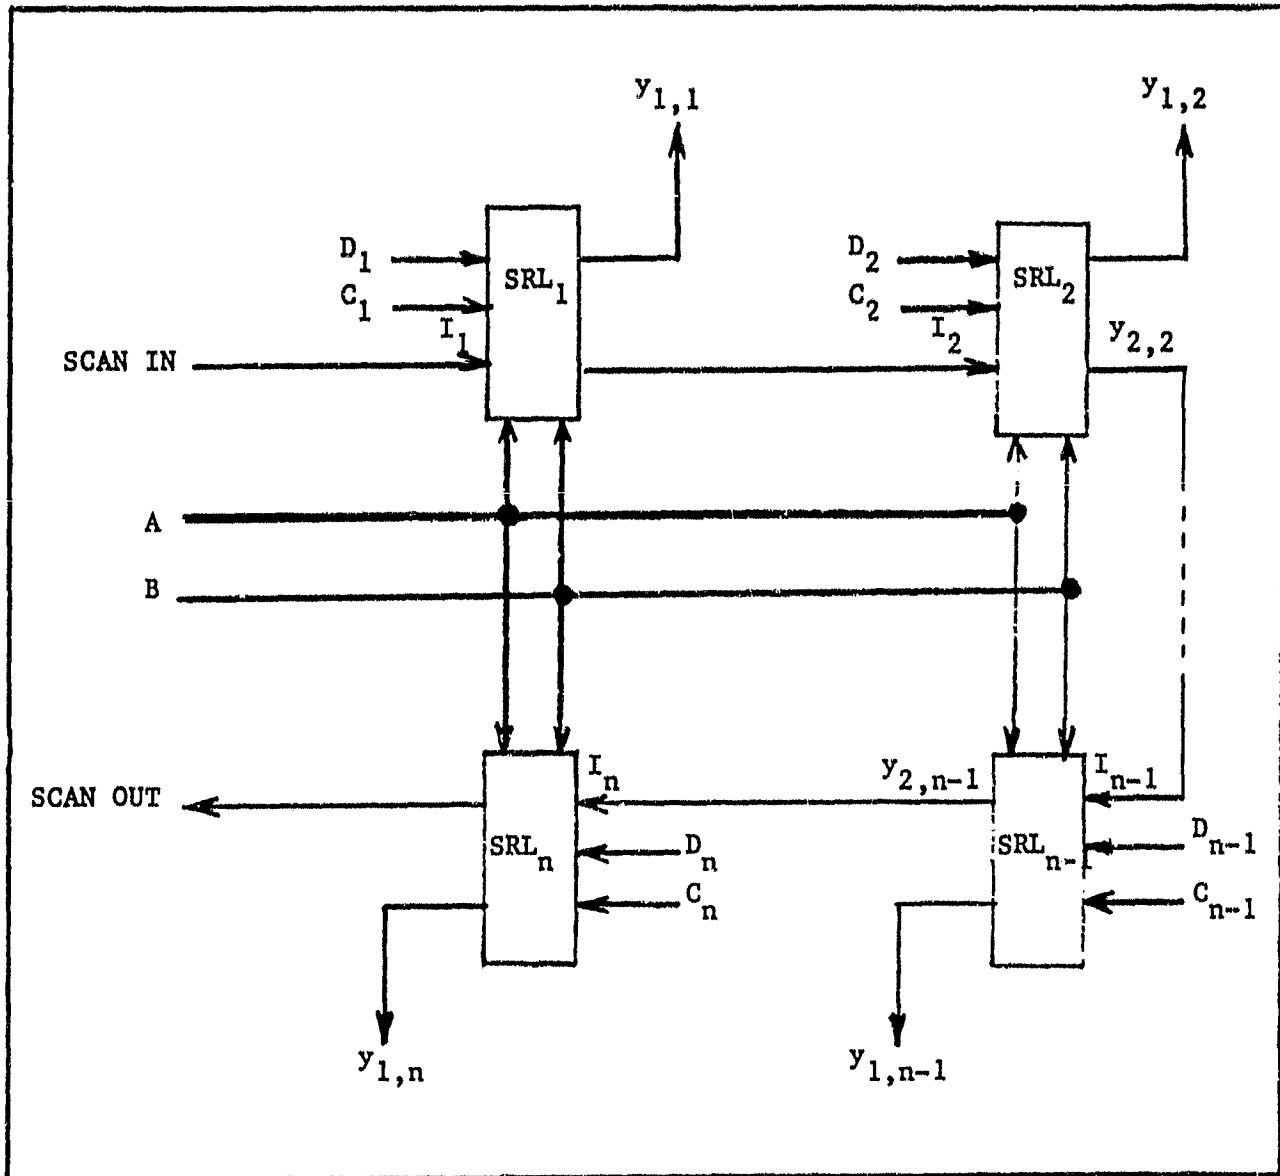 y1,1
y1,2
D1
C1
I1
SRL1
D2
C2
I2
SRL2
y2,2
SCAN IN
A
B
SCAN OUT
In
SRLn
Dn
Cn
y2,n-1
In-1
SRLn-1
Dn-1
Cn-1
y1,n
y1,n-1